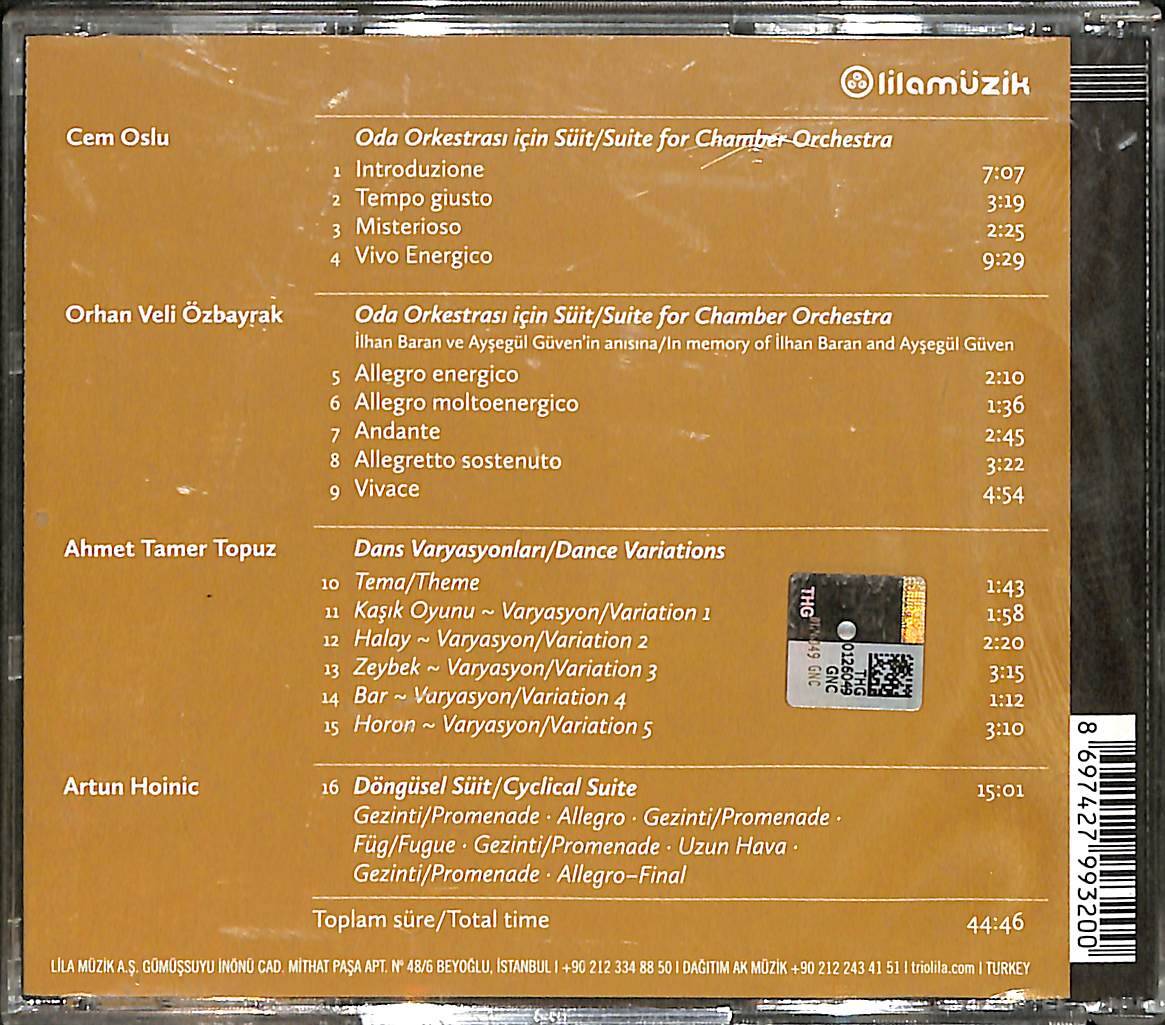 lilamüzik
Cem Oslu
Oda Orkestrası için Süit/Suite for Chamber Orchestra
1 Introduzione 7:07
2 Tempo giusto 3:19
3 Misterioso 2:25
4 Vivo Energico 9:29
Orhan Veli Özbayrak
Oda Orkestrası için Süit/Suite for Chamber Orchestra
İlhan Baran ve Ayşegül Güven'in anısına/In memory of İlhan Baran and Ayşegül Güven
5 Allegro energico 2:10
6 Allegro moltoenergico 1:36
7 Andante 2:45
8 Allegretto sostenuto 3:22
9 Vivace 4:54
Ahmet Tamer Topuz
Dans Varyasyonları/Dance Variations
10 Tema/Theme 1:43
11 Kaşık Oyunu ~ Varyasyon/Variation 1 1:58
12 Halay ~ Varyasyon/Variation 2 2:20
13 Zeybek ~ Varyasyon/Variation 3 3:15
14 Bar ~ Varyasyon/Variation 4 1:12
15 Horon ~ Varyasyon/Variation 5 3:10
THG
0126049 GNC
THG
0126049
GNC
Artun Hoinic
16 Döngüsel Süit/Cyclical Suite 15:01
Gezinti/Promenade · Allegro · Gezinti/Promenade ·
Füg/Fugue · Gezinti/Promenade · Uzun Hava ·
Gezinti/Promenade · Allegro–Final
Toplam süre/Total time 44:46
LİLA MÜZİK A.Ş. GÜMÜŞSUYU İNÖNÜ CAD. MİTHAT PAŞA APT. Nº 48/6 BEYOĞLU, İSTANBUL I +90 212 334 88 50 I DAĞITIM AK MÜZİK +90 212 243 41 51 I triolila.com I TURKEY
8 697427 993200